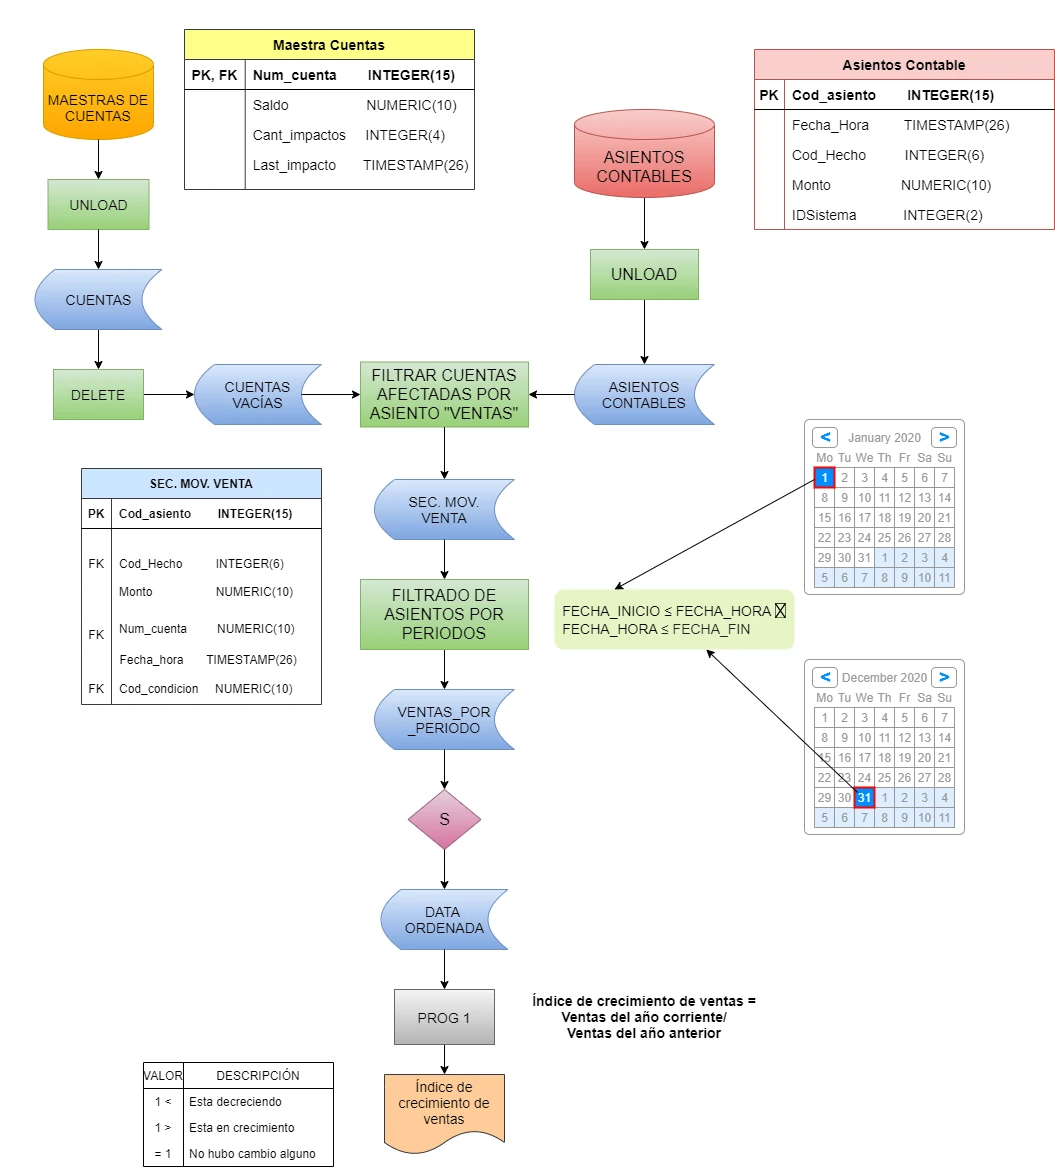 Maestra Cuentas
PK, FK Num_cuenta INTEGER(15)
Saldo NUMERIC(10)
Cant_impactos INTEGER(4)
Last_impacto TIMESTAMP(26)
Asientos Contable
PK Cod_asiento INTEGER(15)
Fecha_Hora TIMESTAMP(26)
Cod_Hecho INTEGER(6)
Monto NUMERIC(10)
IDSistema INTEGER(2)
MAESTRAS DE
CUENTAS
UNLOAD
CUENTAS
DELETE
CUENTAS
VACÍAS
ASIENTOS
CONTABLES
UNLOAD
ASIENTOS
CONTABLES
FILTRAR CUENTAS
AFECTADAS POR
ASIENTO "VENTAS"
SEC. MOV.
VENTA
SEC. MOV. VENTA
PK Cod_asiento INTEGER(15)
FK Cod_Hecho INTEGER(6)
Monto NUMERIC(10)
FK Num_cuenta NUMERIC(10)
Fecha_hora TIMESTAMP(26)
FK Cod_condicion NUMERIC(10)
FILTRADO DE
ASIENTOS POR
PERIODOS
< January 2020 >
Mo Tu We Th Fr Sa Su
1 2 3 4 5 6 7
8 9 10 11 12 13 14
15 16 17 18 19 20 21
22 23 24 25 26 27 28
29 30 31 1 2 3 4
5 6 7 8 9 10 11
FECHA_INICIO ≤ FECHA_HORA
FECHA_HORA ≤ FECHA_FIN
< December 2020 >
Mo Tu We Th Fr Sa Su
1 2 3 4 5 6 7
8 9 10 11 12 13 14
15 16 17 18 19 20 21
22 23 24 25 26 27 28
29 30 31 1 2 3 4
5 6 7 8 9 10 11
VENTAS_POR
_PERIODO
S
DATA
ORDENADA
PROG 1
Índice de crecimiento de ventas =
Ventas del año corriente/
Ventas del año anterior
Índice de
crecimiento de
ventas
VALOR DESCRIPCIÓN
1 < Esta decreciendo
1 > Esta en crecimiento
= 1 No hubo cambio alguno